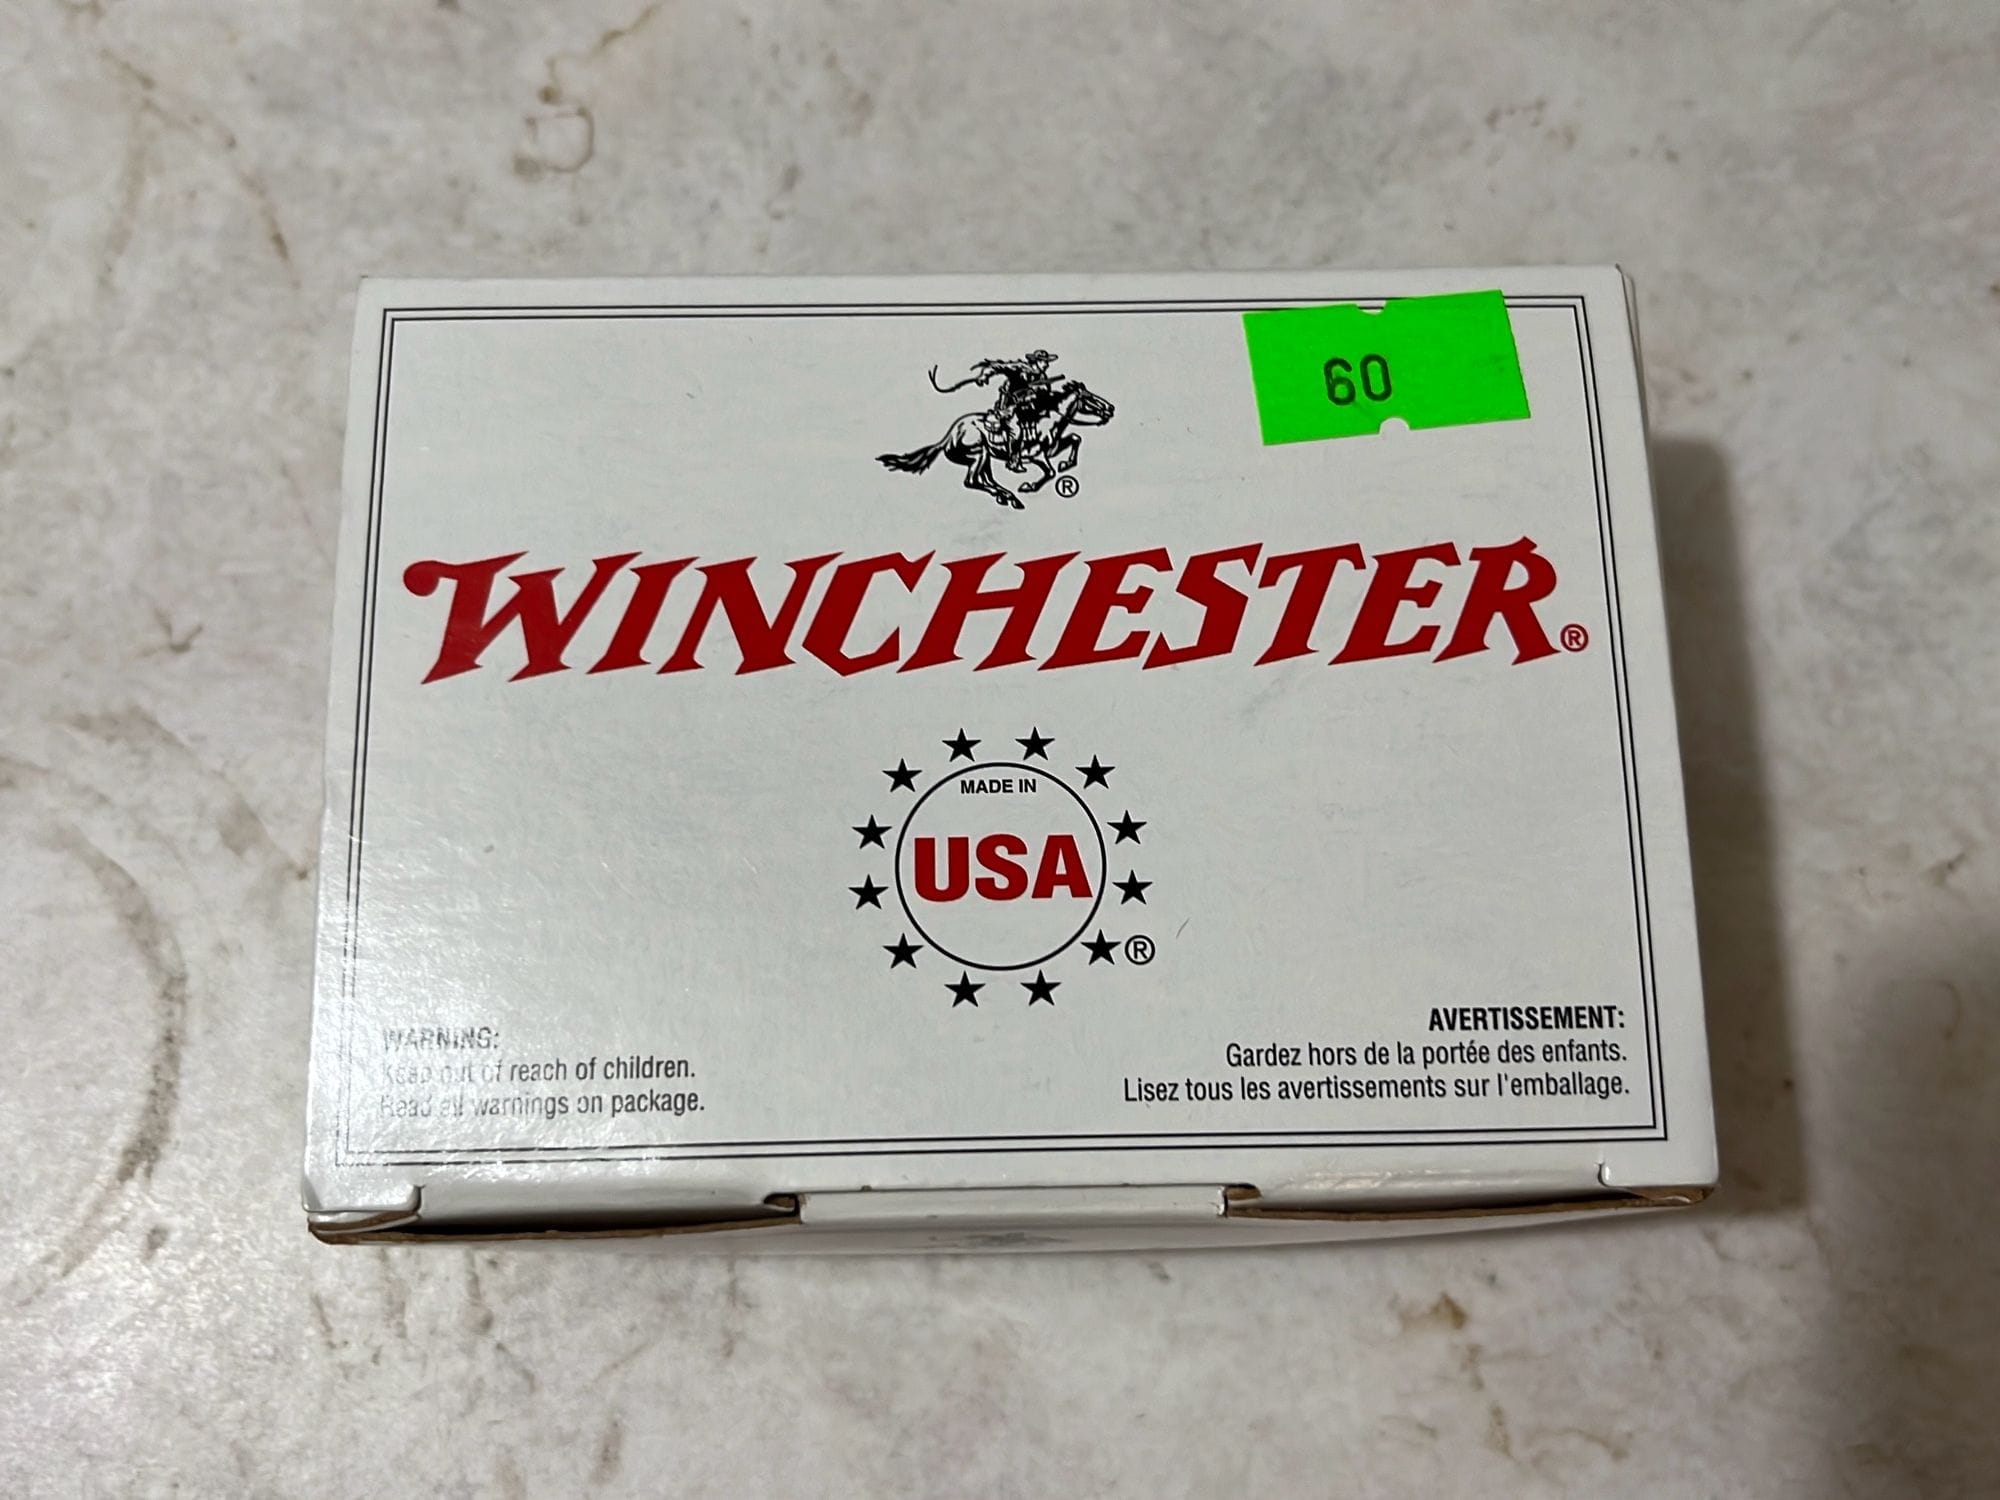 60
®
WINCHESTER®
MADE IN
USA
®
WARNING:
Keep out of reach of children.
Read all warnings on package.
AVERTISSEMENT:
Gardez hors de la portée des enfants.
Lisez tous les avertissements sur l'emballage.